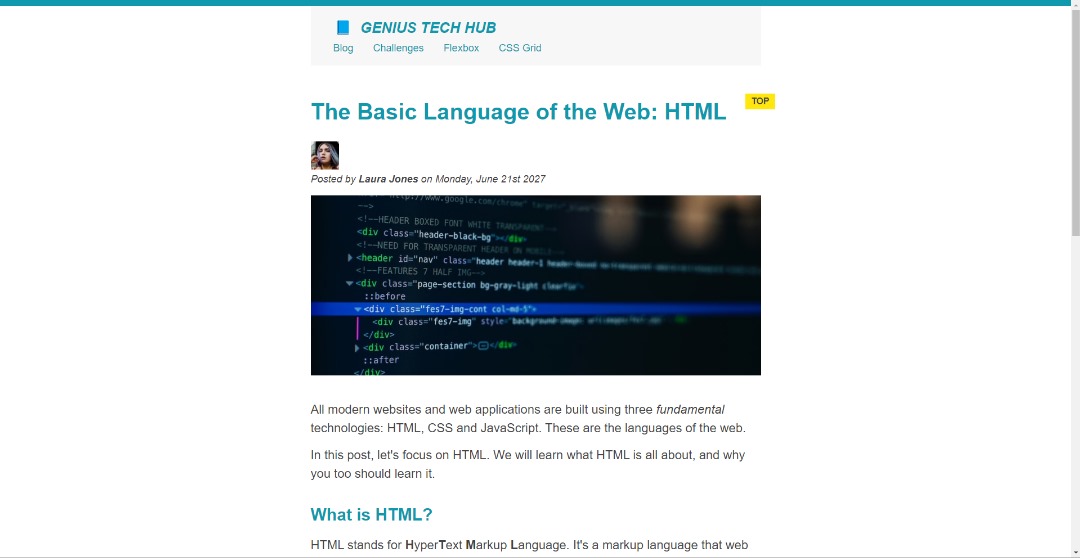 GENIUS TECH HUB
Blog Challenges Flexbox CSS Grid
The Basic Language of the Web: HTML
TOP
Posted by Laura Jones on Monday, June 21st 2027
-->
<!--HEADER BOXED FONT WHITE TRANSPARENT-->
<div class="header-black-bg"></div>
<!--NEED FOR TRANSPARENT HEADER ON MOBILE-->
<header id="nav" class="header header-1 header-boxed
<!--FEATURES 7 HALF IMG-->
<div class="page-section bg-gray-light clearfix">
::before
<div class="fes7-img-cont col-md-5">
<div class="fes7-img" style="background-image:
</div>
<div class="container"></div>
::after
</div>
All modern websites and web applications are built using three fundamental
technologies: HTML, CSS and JavaScript. These are the languages of the web.
In this post, let's focus on HTML. We will learn what HTML is all about, and why
you too should learn it.
What is HTML?
HTML stands for HyperText Markup Language. It's a markup language that web